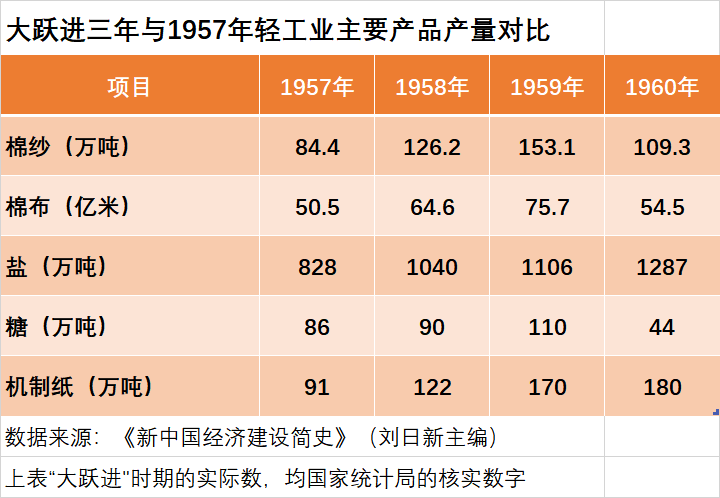 大跃进三年与1957年轻工业主要产品产量对比
项目 1957年 1958年 1959年 1960年
棉纱（万吨） 84.4 126.2 153.1 109.3
棉布（亿米） 50.5 64.6 75.7 54.5
盐（万吨） 828 1040 1106 1287
糖（万吨） 86 90 110 44
机制纸（万吨） 91 122 170 180
数据来源：《新中国经济建设简史》（刘日新主编）
上表“大跃进"时期的实际数，均国家统计局的核实数字